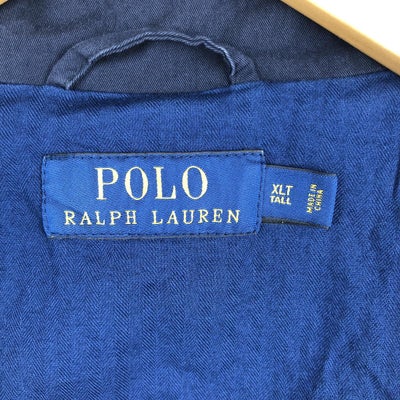 POLO
RALPH LAUREN
XLT
TALL
MADE IN
CHINA